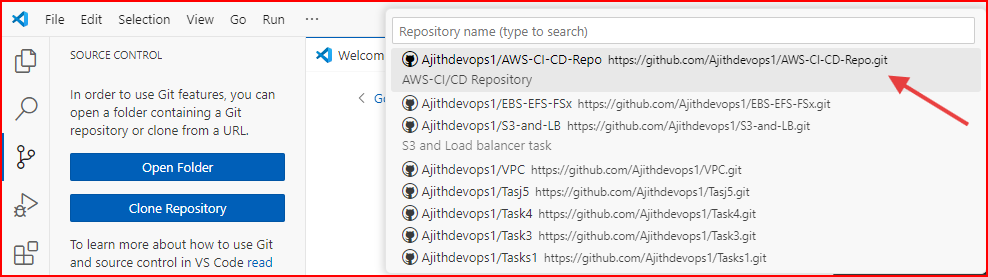 File Edit Selection View Go Run ···
SOURCE CONTROL
In order to use Git features, you can
open a folder containing a Git
repository or clone from a URL.
Open Folder
Clone Repository
To learn more about how to use Git
and source control in VS Code read
Welcom
Repository name (type to search)
Ajithdevops1/AWS-CI-CD-Repo https://github.com/Ajithdevops1/AWS-CI-CD-Repo.git
AWS-CI/CD Repository
Ajithdevops1/EBS-EFS-FSx https://github.com/Ajithdevops1/EBS-EFS-FSx.git
Ajithdevops1/S3-and-LB https://github.com/Ajithdevops1/S3-and-LB.git
S3 and Load balancer task
Ajithdevops1/VPC https://github.com/Ajithdevops1/VPC.git
Ajithdevops1/Tasj5 https://github.com/Ajithdevops1/Tasj5.git
Ajithdevops1/Task4 https://github.com/Ajithdevops1/Task4.git
Ajithdevops1/Task3 https://github.com/Ajithdevops1/Task3.git
Ajithdevops1/Tasks1 https://github.com/Ajithdevops1/Tasks1.git